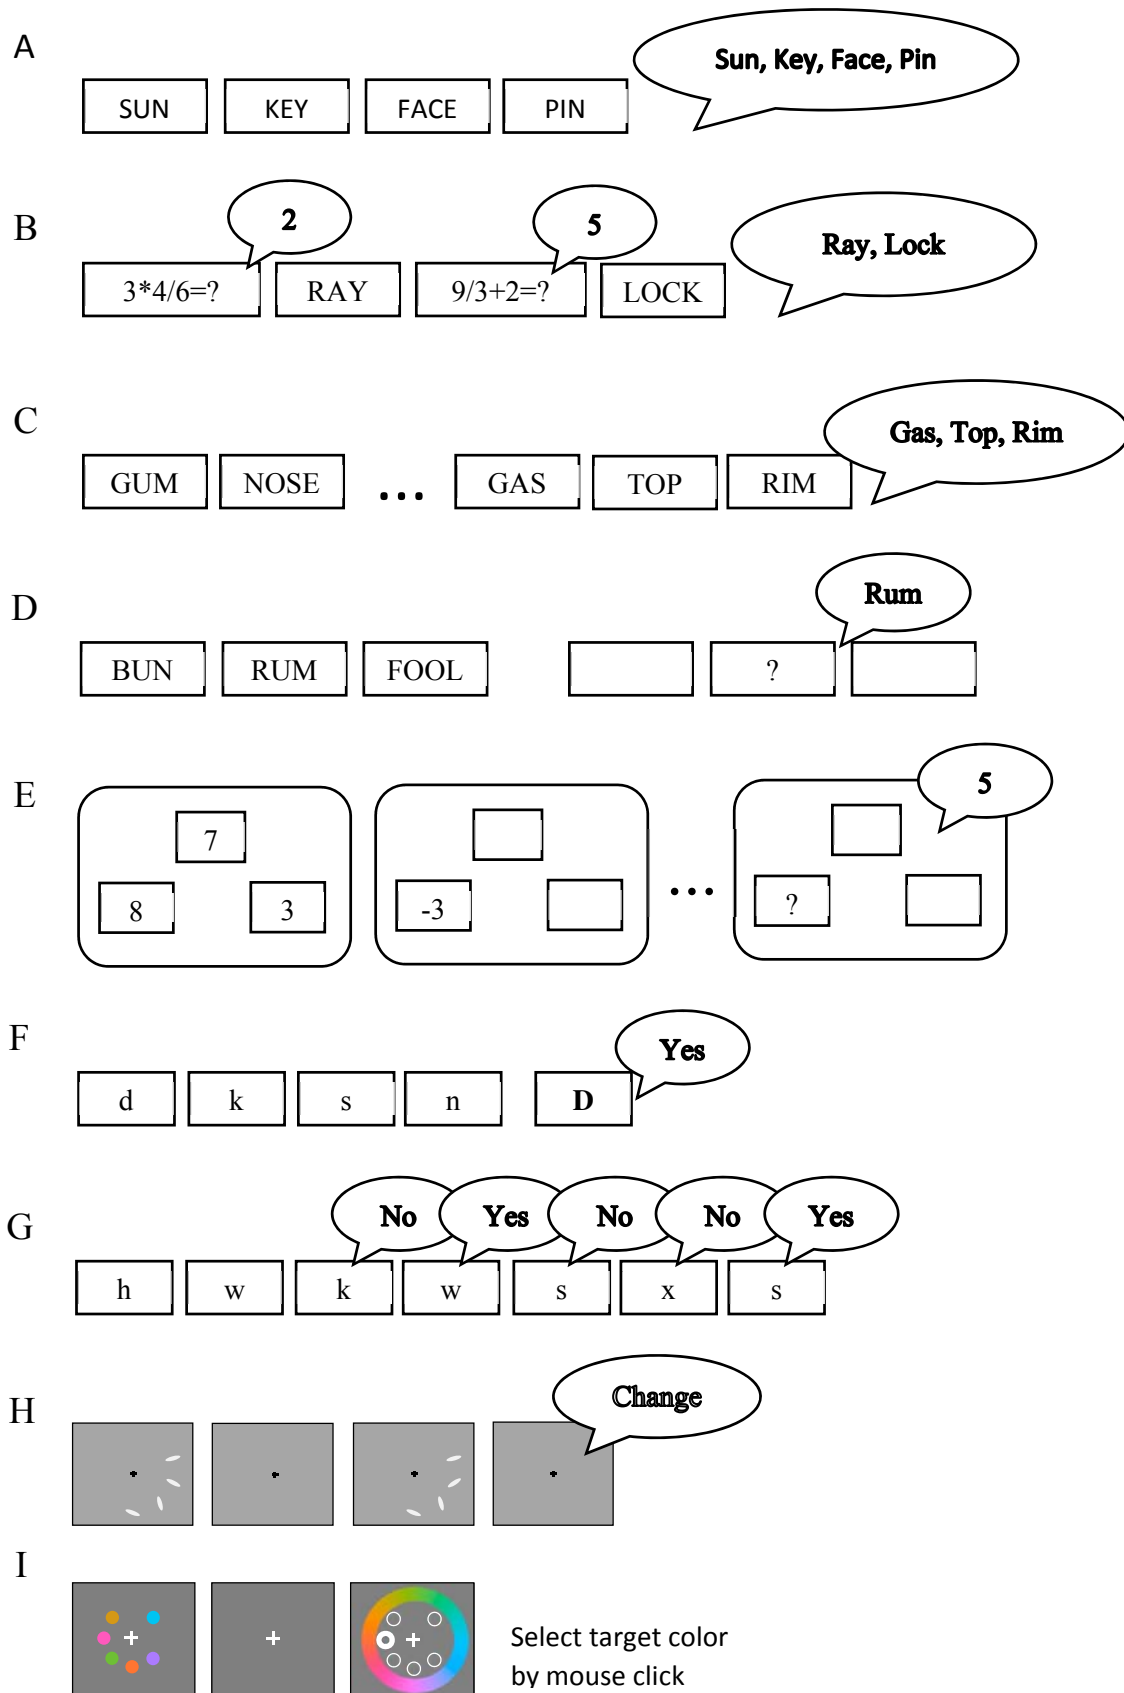 A
Sun, Key, Face, Pin
SUN KEY FACE PIN
B
2 5
Ray, Lock
3*4/6=? RAY 9/3+2=? LOCK
C
Gas, Top, Rim
GUM NOSE ... GAS TOP RIM
D
Rum
BUN RUM FOOL ?
E
5
7
8 3 -3 ... ?
F
Yes
d k s n D
G
No Yes No No Yes
h w k w s x s
H
Change
I
Select target color
by mouse click